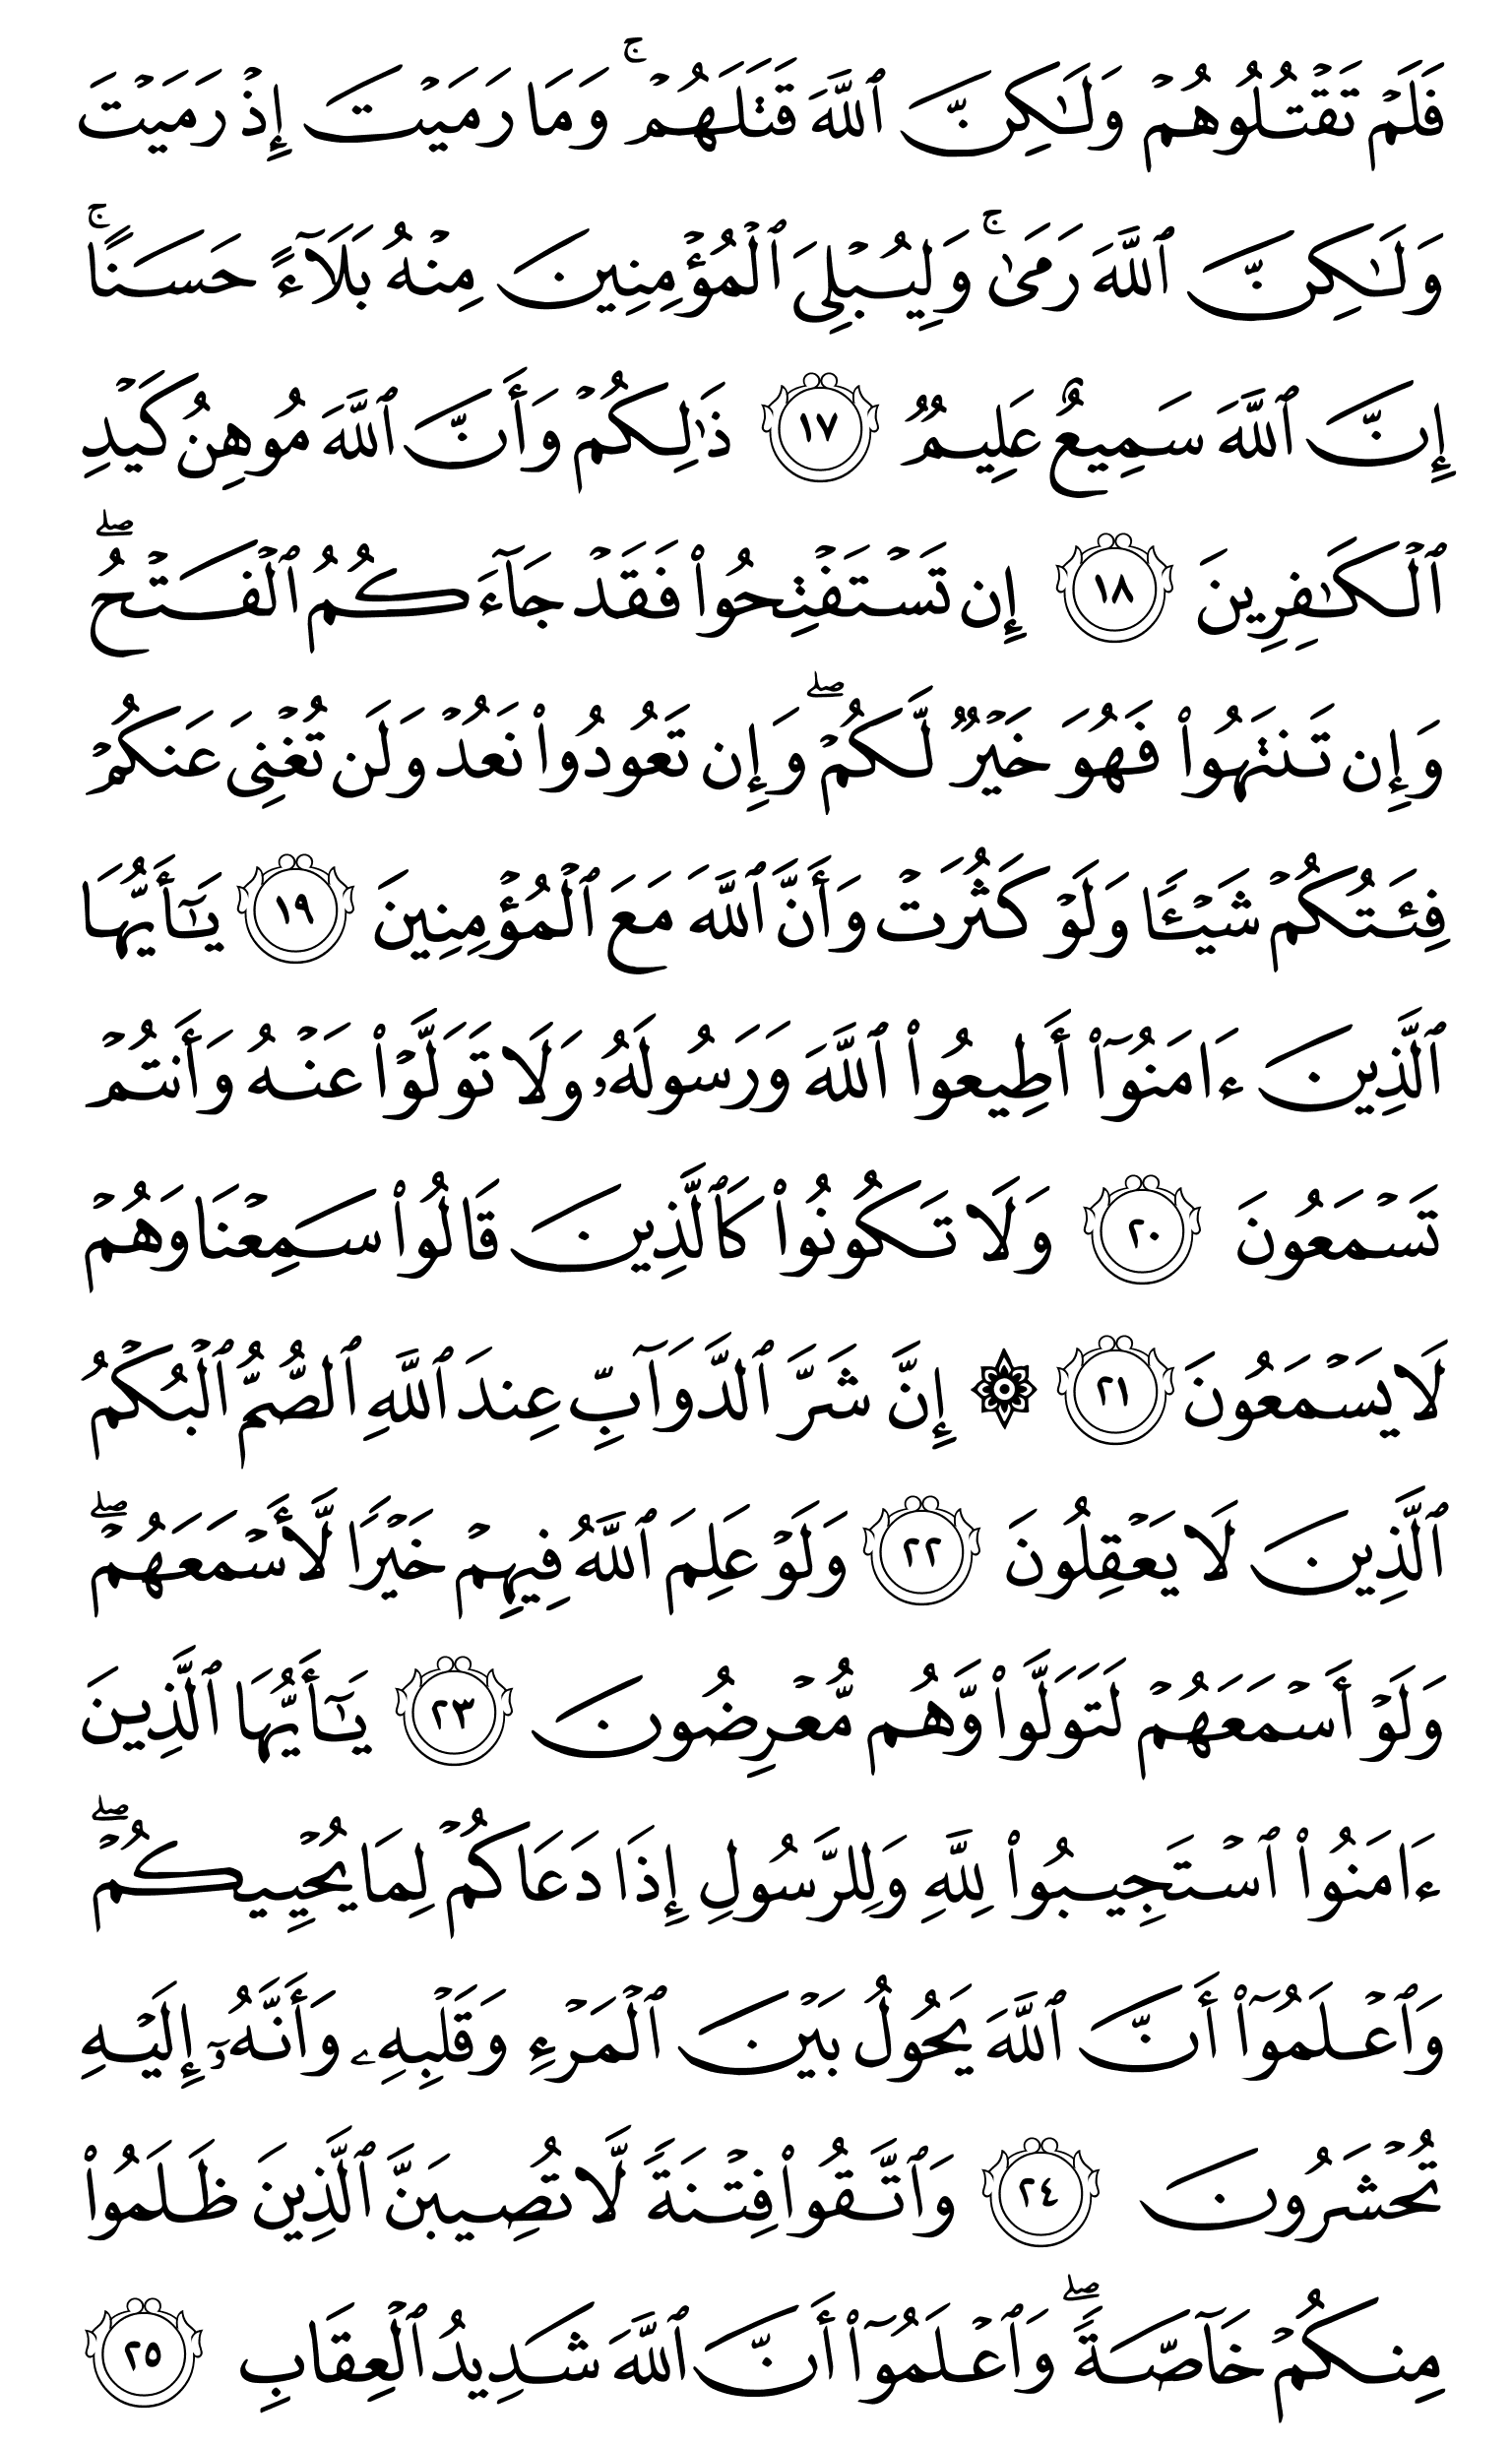 فَلَمْ تَقْتُلُوهُمْ وَلَـٰكِنَّ ٱللَّهَ قَتَلَهُمْ ۚ وَمَا رَمَيْتَ إِذْ رَمَيْتَ
وَلَـٰكِنَّ ٱللَّهَ رَمَىٰ ۚ وَلِيُبْلِىَ ٱلْمُؤْمِنِينَ مِنْهُ بَلَآءً حَسَنًا ۚ
إِنَّ ٱللَّهَ سَمِيعٌ عَلِيمٌ ١٧ ذَٰلِكُمْ وَأَنَّ ٱللَّهَ مُوهِنُ كَيْدِ
ٱلْكَـٰفِرِينَ ١٨ إِن تَسْتَفْتِحُوا۟ فَقَدْ جَآءَكُمُ ٱلْفَتْحُ ۖ
وَإِن تَنتَهُوا۟ فَهُوَ خَيْرٌ لَّكُمْ ۖ وَإِن تَعُودُوا۟ نَعُدْ وَلَن تُغْنِىَ عَنكُمْ
فِئَتُكُمْ شَيْـًٔا وَلَوْ كَثُرَتْ وَأَنَّ ٱللَّهَ مَعَ ٱلْمُؤْمِنِينَ ١٩ يَـٰٓأَيُّهَا
ٱلَّذِينَ ءَامَنُوٓا۟ أَطِيعُوا۟ ٱللَّهَ وَرَسُولَهُۥ وَلَا تَوَلَّوْا۟ عَنْهُ وَأَنتُمْ
تَسْمَعُونَ ٢٠ وَلَا تَكُونُوا۟ كَٱلَّذِينَ قَالُوا۟ سَمِعْنَا وَهُمْ
لَا يَسْمَعُونَ ٢١ ۞ إِنَّ شَرَّ ٱلدَّوَآبِّ عِندَ ٱللَّهِ ٱلصُّمُّ ٱلْبُكْمُ
ٱلَّذِينَ لَا يَعْقِلُونَ ٢٢ وَلَوْ عَلِمَ ٱللَّهُ فِيهِمْ خَيْرًا لَّأَسْمَعَهُمْ ۖ
وَلَوْ أَسْمَعَهُمْ لَتَوَلَّوا۟ وَّهُم مُّعْرِضُونَ ٢٣ يَـٰٓأَيُّهَا ٱلَّذِينَ
ءَامَنُوا۟ ٱسْتَجِيبُوا۟ لِلَّهِ وَلِلرَّسُولِ إِذَا دَعَاكُمْ لِمَا يُحْيِيكُمْ ۖ
وَٱعْلَمُوٓا۟ أَنَّ ٱللَّهَ يَحُولُ بَيْنَ ٱلْمَرْءِ وَقَلْبِهِۦ وَأَنَّهُۥٓ إِلَيْهِ
تُحْشَرُونَ ٢٤ وَٱتَّقُوا۟ فِتْنَةً لَّا تُصِيبَنَّ ٱلَّذِينَ ظَلَمُوا۟
مِنكُمْ خَآصَّةً ۖ وَٱعْلَمُوٓا۟ أَنَّ ٱللَّهَ شَدِيدُ ٱلْعِقَابِ ٢٥